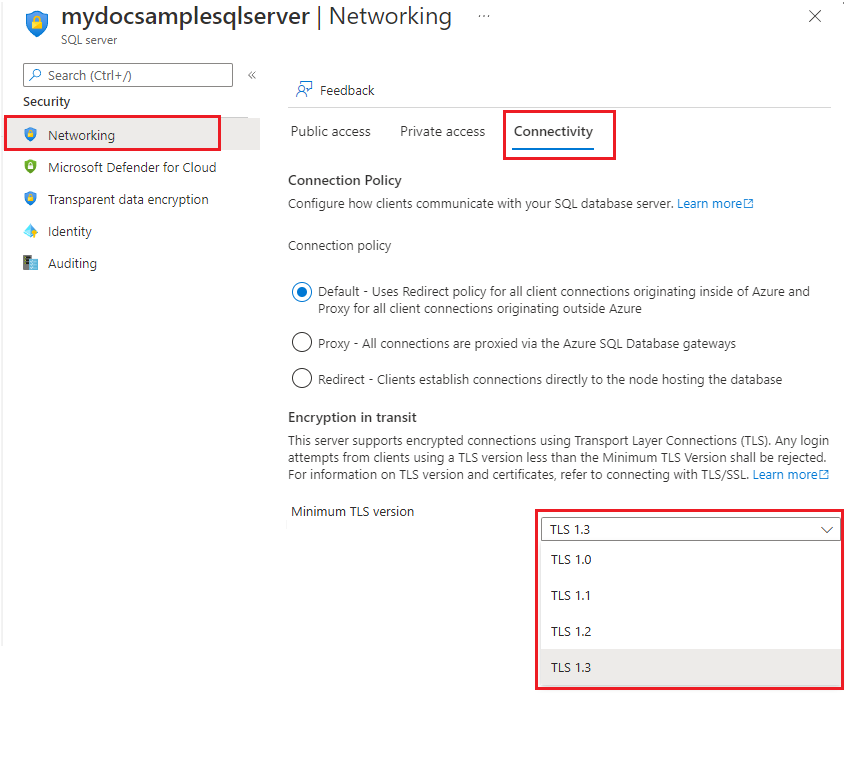 mydocsamplesqlserver | Networking ...
SQL server
Search (Ctrl+/)
«
Security
Networking
Microsoft Defender for Cloud
Transparent data encryption
Identity
Auditing
Feedback
Public access Private access Connectivity
Connection Policy
Configure how clients communicate with your SQL database server. Learn more
Connection policy
Default - Uses Redirect policy for all client connections originating inside of Azure and
Proxy for all client connections originating outside Azure
Proxy - All connections are proxied via the Azure SQL Database gateways
Redirect - Clients establish connections directly to the node hosting the database
Encryption in transit
This server supports encrypted connections using Transport Layer Connections (TLS). Any login
attempts from clients using a TLS version less than the Minimum TLS Version shall be rejected.
For information on TLS version and certificates, refer to connecting with TLS/SSL. Learn more
Minimum TLS version
TLS 1.3
TLS 1.0
TLS 1.1
TLS 1.2
TLS 1.3